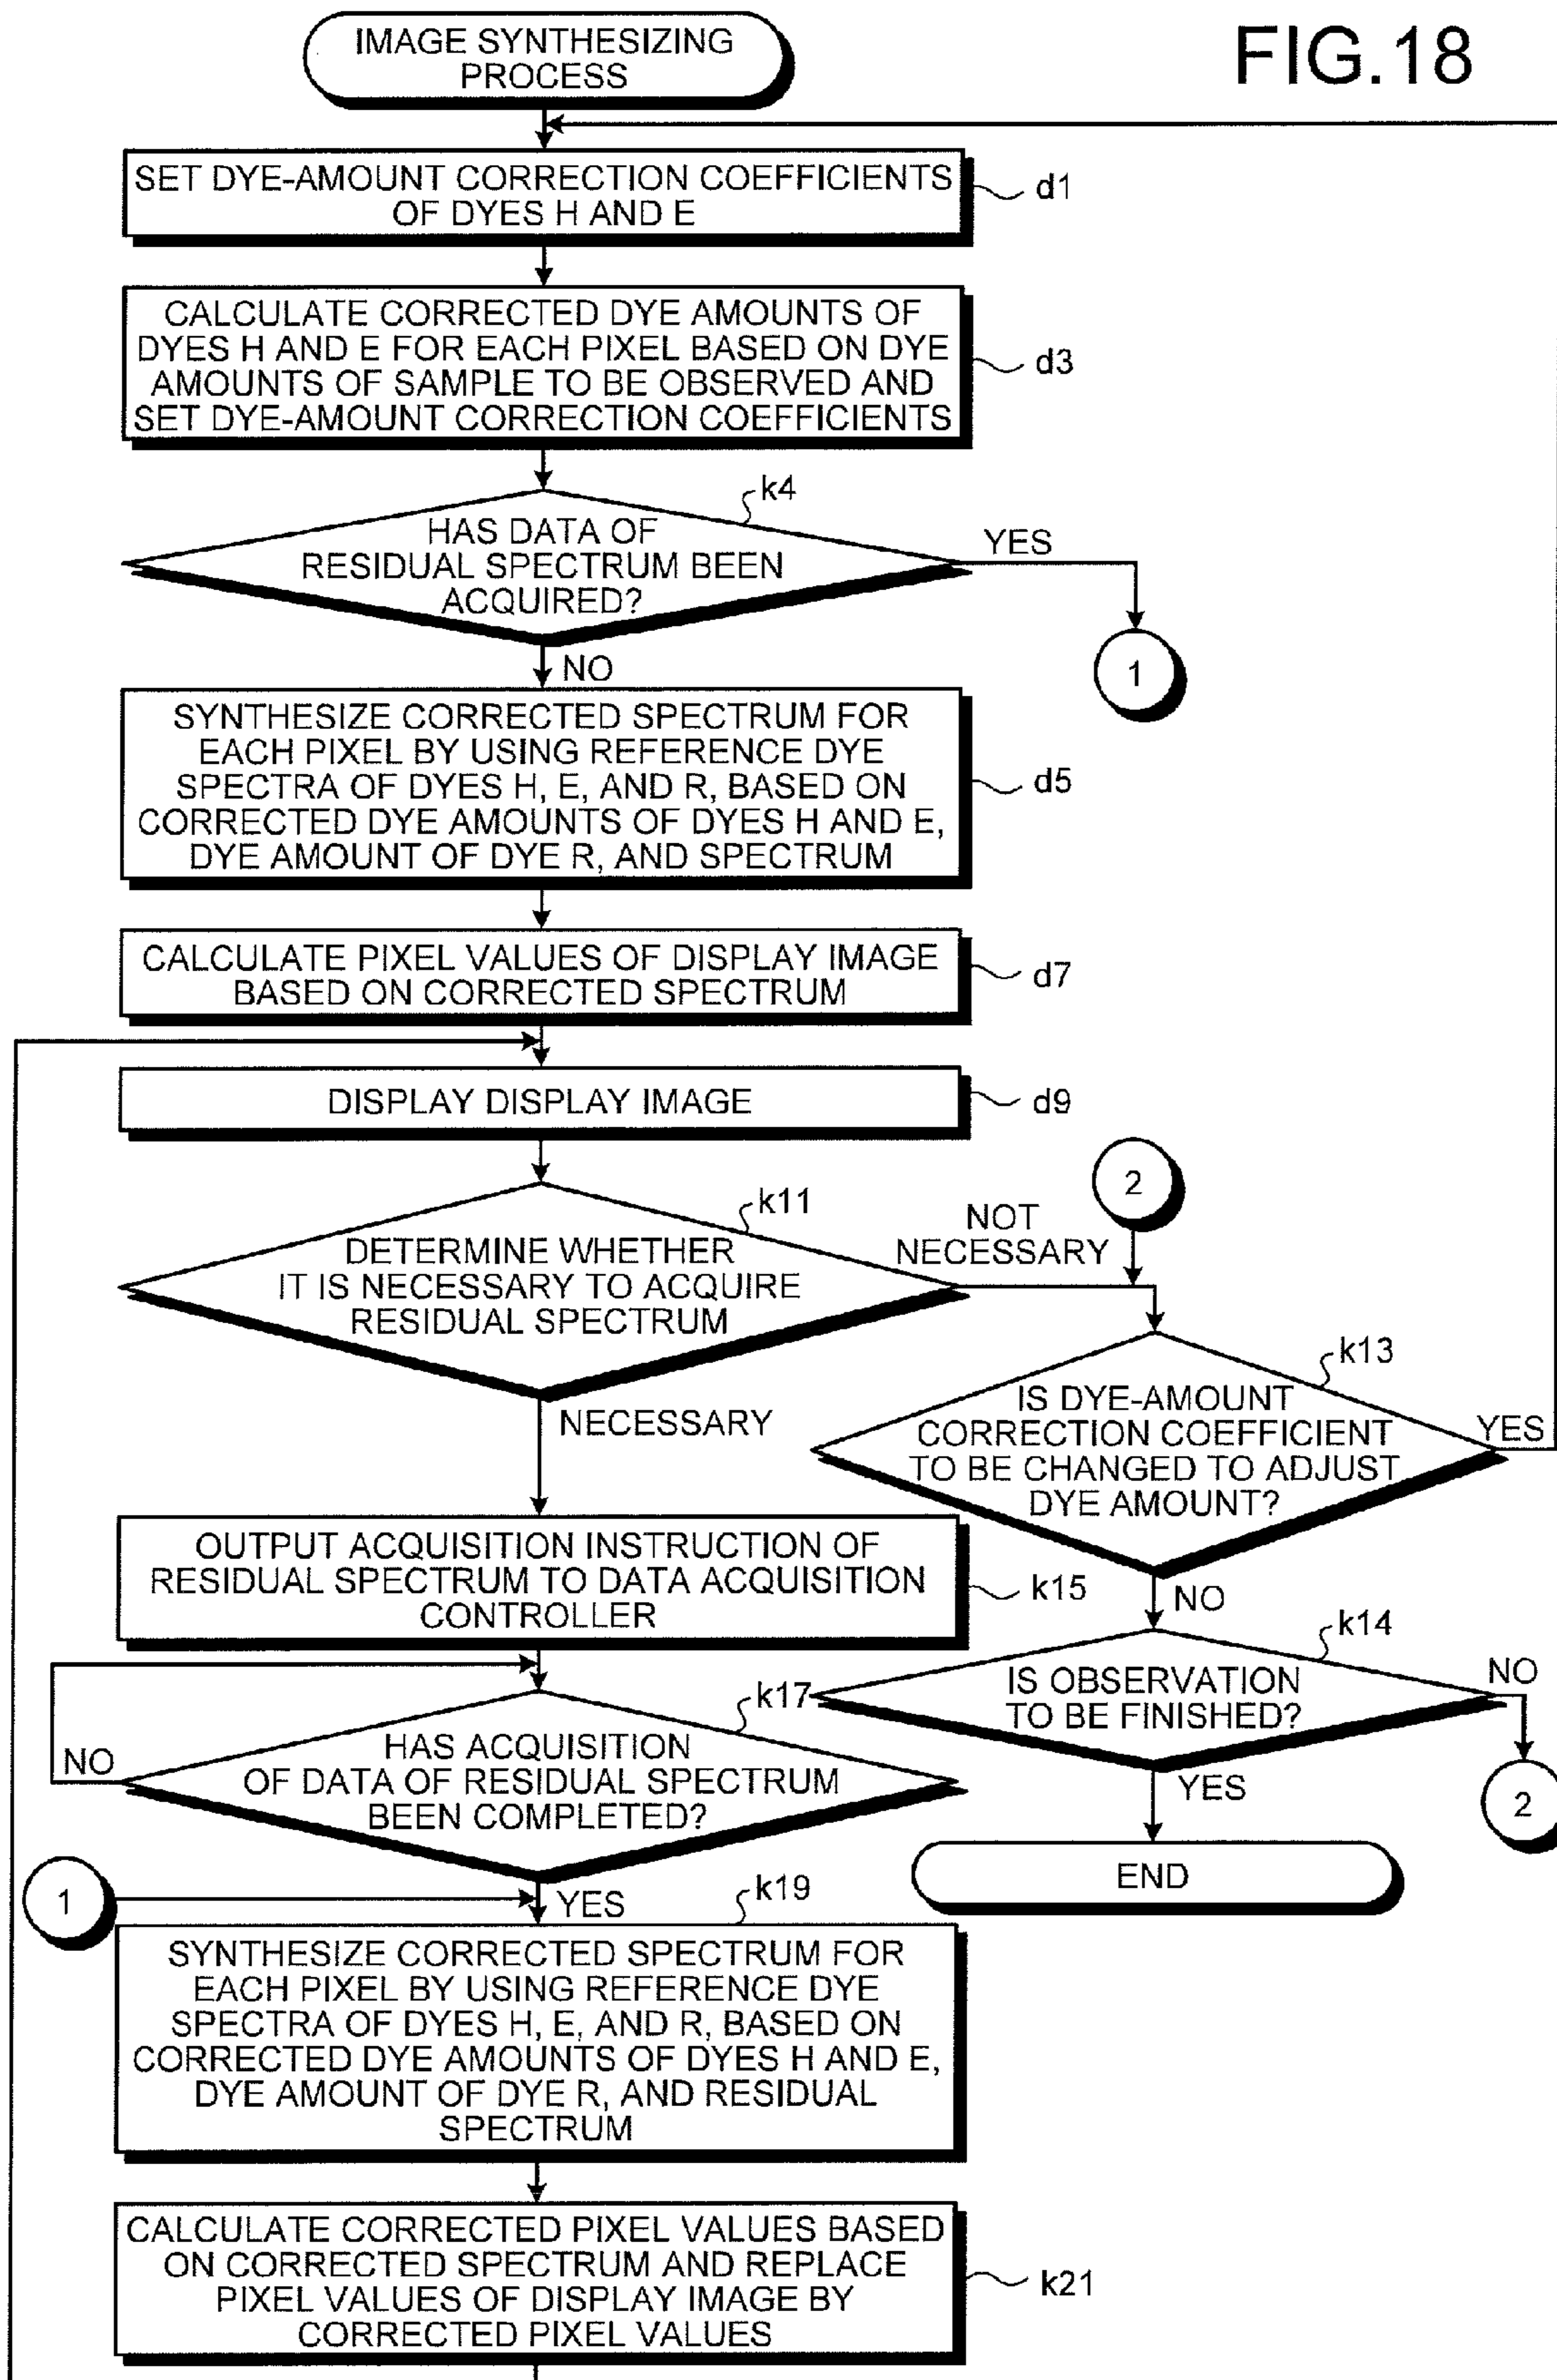 FIG.18
IMAGE SYNTHESIZING
PROCESS
SET DYE-AMOUNT CORRECTION COEFFICIENTS
OF DYES H AND E
d1
CALCULATE CORRECTED DYE AMOUNTS OF
DYES H AND E FOR EACH PIXEL BASED ON DYE
AMOUNTS OF SAMPLE TO BE OBSERVED AND
SET DYE-AMOUNT CORRECTION COEFFICIENTS
d3
k4
HAS DATA OF
RESIDUAL SPECTRUM BEEN
ACQUIRED?
YES
1
NO
SYNTHESIZE CORRECTED SPECTRUM FOR
EACH PIXEL BY USING REFERENCE DYE
SPECTRA OF DYES H, E, AND R, BASED ON
CORRECTED DYE AMOUNTS OF DYES H AND E,
DYE AMOUNT OF DYE R, AND SPECTRUM
d5
CALCULATE PIXEL VALUES OF DISPLAY IMAGE
BASED ON CORRECTED SPECTRUM
d7
DISPLAY DISPLAY IMAGE
d9
2
k11
DETERMINE WHETHER
IT IS NECESSARY TO ACQUIRE
RESIDUAL SPECTRUM
NOT
NECESSARY
NECESSARY
k13
IS DYE-AMOUNT
CORRECTION COEFFICIENT
TO BE CHANGED TO ADJUST
DYE AMOUNT?
YES
NO
OUTPUT ACQUISITION INSTRUCTION OF
RESIDUAL SPECTRUM TO DATA ACQUISITION
CONTROLLER
k15
k14
IS OBSERVATION
TO BE FINISHED?
NO
2
YES
END
k17
HAS ACQUISITION
OF DATA OF RESIDUAL SPECTRUM
BEEN COMPLETED?
NO
YES
1
k19
SYNTHESIZE CORRECTED SPECTRUM FOR
EACH PIXEL BY USING REFERENCE DYE
SPECTRA OF DYES H, E, AND R, BASED ON
CORRECTED DYE AMOUNTS OF DYES H AND E,
DYE AMOUNT OF DYE R, AND RESIDUAL
SPECTRUM
CALCULATE CORRECTED PIXEL VALUES BASED
ON CORRECTED SPECTRUM AND REPLACE
PIXEL VALUES OF DISPLAY IMAGE BY
CORRECTED PIXEL VALUES
k21